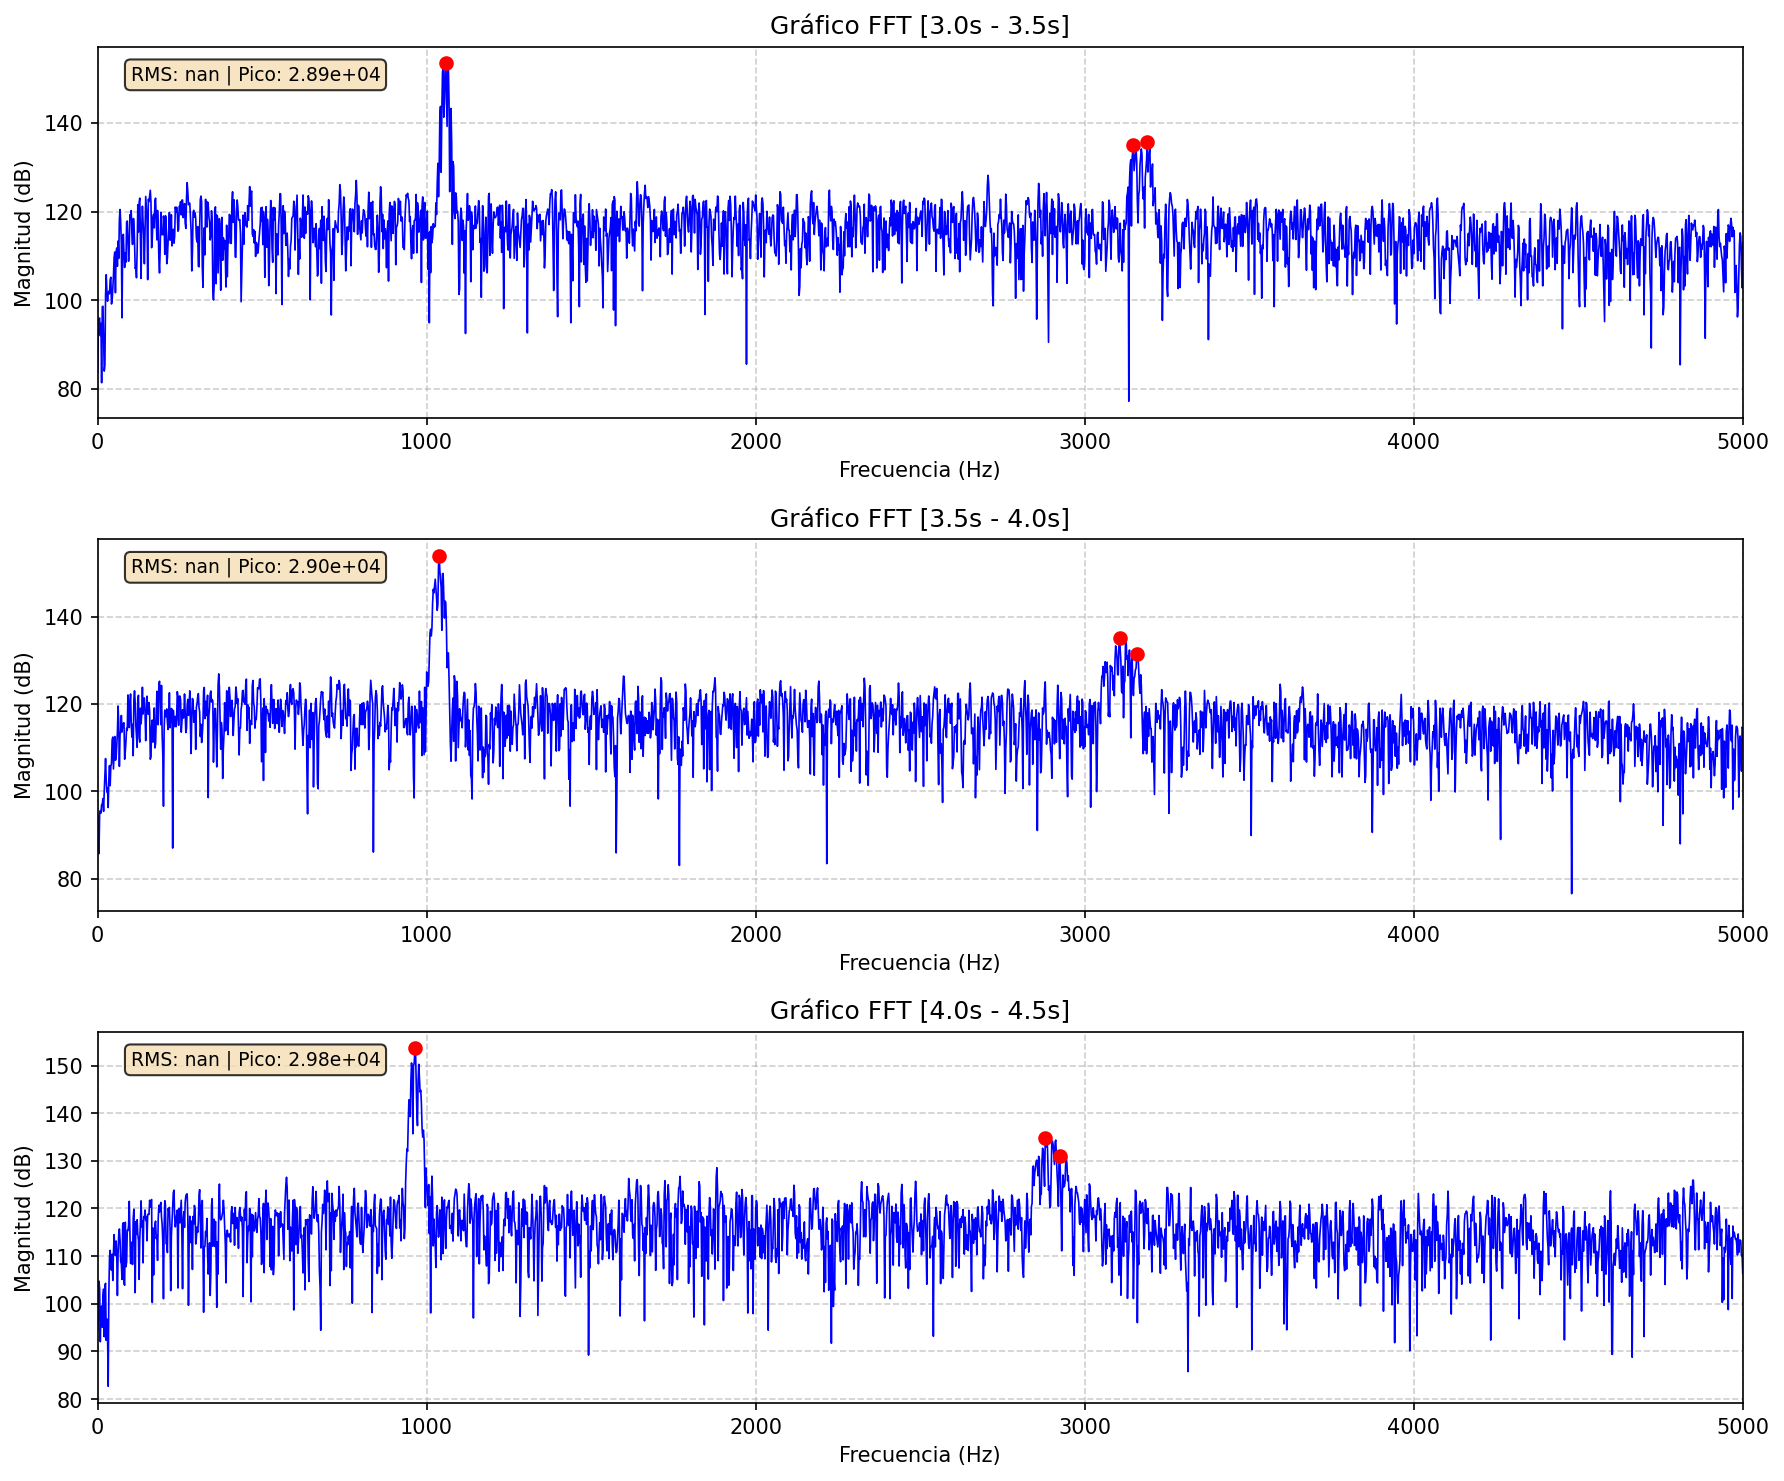 Gráfico FFT [3.0s - 3.5s]
RMS: nan | Pico: 2.89e+04
Magnitud (dB)
140
120
100
80
0 1000 2000 3000 4000 5000
Frecuencia (Hz)
Gráfico FFT [3.5s - 4.0s]
RMS: nan | Pico: 2.90e+04
Magnitud (dB)
140
120
100
80
0 1000 2000 3000 4000 5000
Frecuencia (Hz)
Gráfico FFT [4.0s - 4.5s]
RMS: nan | Pico: 2.98e+04
Magnitud (dB)
150
140
130
120
110
100
90
80
0 1000 2000 3000 4000 5000
Frecuencia (Hz)